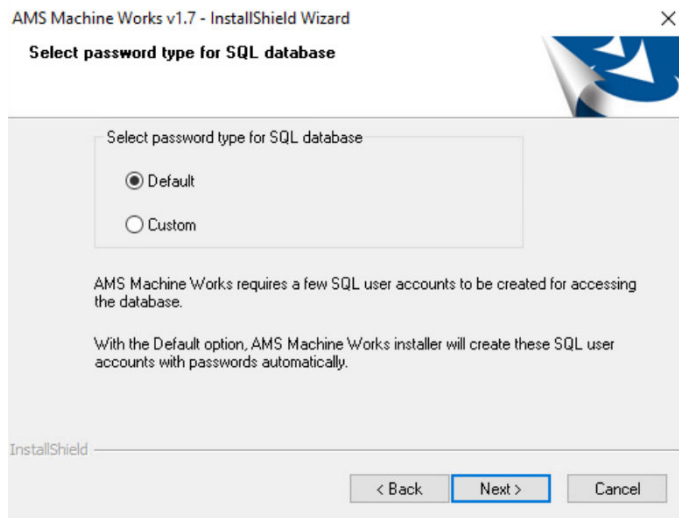 AMS Machine Works v1.7 - InstallShield Wizard
Select password type for SQL database
Select password type for SQL database
Default
Custom
AMS Machine Works requires a few SQL user accounts to be created for accessing
the database.
With the Default option, AMS Machine Works installer will create these SQL user
accounts with passwords automatically.
InstallShield
< Back Next > Cancel